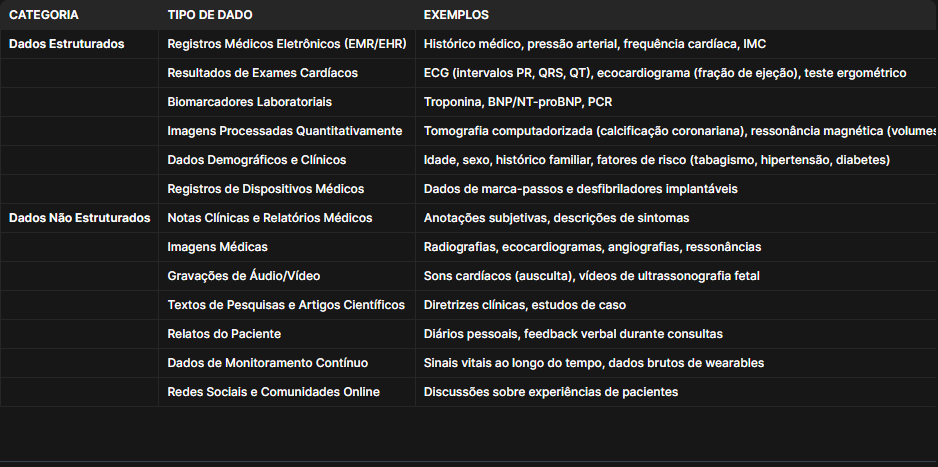 CATEGORIA TIPO DE DADO EXEMPLOS
Dados Estruturados Registros Médicos Eletrônicos (EMR/EHR) Histórico médico, pressão arterial, frequência cardíaca, IMC
Resultados de Exames Cardíacos ECG (intervalos PR, QRS, QT), ecocardiograma (fração de ejeção), teste ergométrico
Biomarcadores Laboratoriais Troponina, BNP/NT-proBNP, PCR
Imagens Processadas Quantitativamente Tomografia computadorizada (calcificação coronariana), ressonância magnética (volumes
Dados Demográficos e Clínicos Idade, sexo, histórico familiar, fatores de risco (tabagismo, hipertensão, diabetes)
Registros de Dispositivos Médicos Dados de marca-passos e desfibriladores implantáveis
Dados Não Estruturados Notas Clínicas e Relatórios Médicos Anotações subjetivas, descrições de sintomas
Imagens Médicas Radiografias, ecocardiogramas, angiografias, ressonâncias
Gravações de Áudio/Vídeo Sons cardíacos (ausculta), vídeos de ultrassonografia fetal
Textos de Pesquisas e Artigos Científicos Diretrizes clínicas, estudos de caso
Relatos do Paciente Diários pessoais, feedback verbal durante consultas
Dados de Monitoramento Contínuo Sinais vitais ao longo do tempo, dados brutos de wearables
Redes Sociais e Comunidades Online Discussões sobre experiências de pacientes